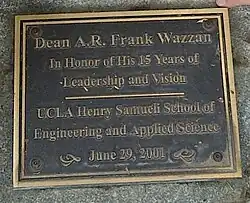 Dean A.R. Frank Wazzan
In Honor of His 15 Years of
Leadership and Vision
UCLA Henry Samueli School of
Engineering and Applied Science
June 29, 2001